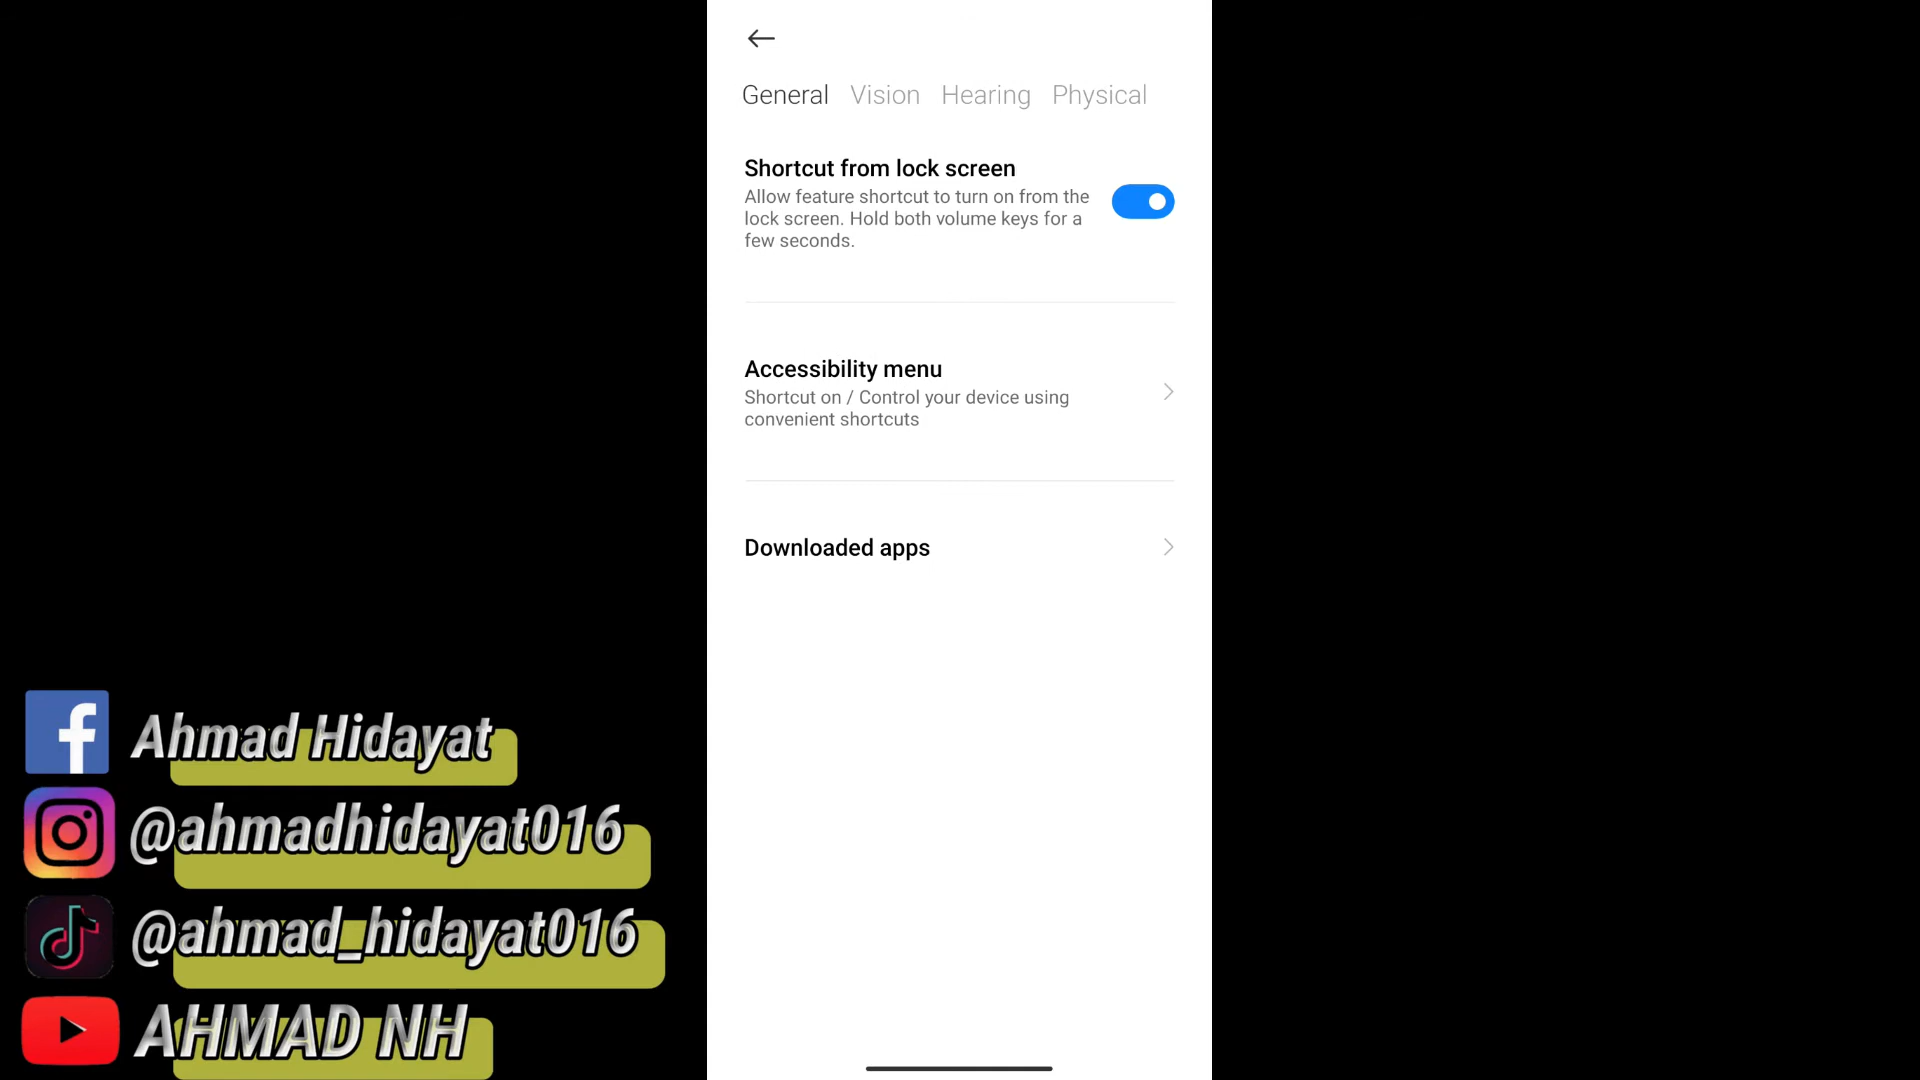 General Vision Hearing Physical
Shortcut from lock screen
Allow feature shortcut to turn on from the
lock screen. Hold both volume keys for a
few seconds.
Accessibility menu
Shortcut on / Control your device using
convenient shortcuts
Downloaded apps
Ahmad Hidayat
@ahmadhidayat016
@ahmad_hidayat016
AHMAD NH